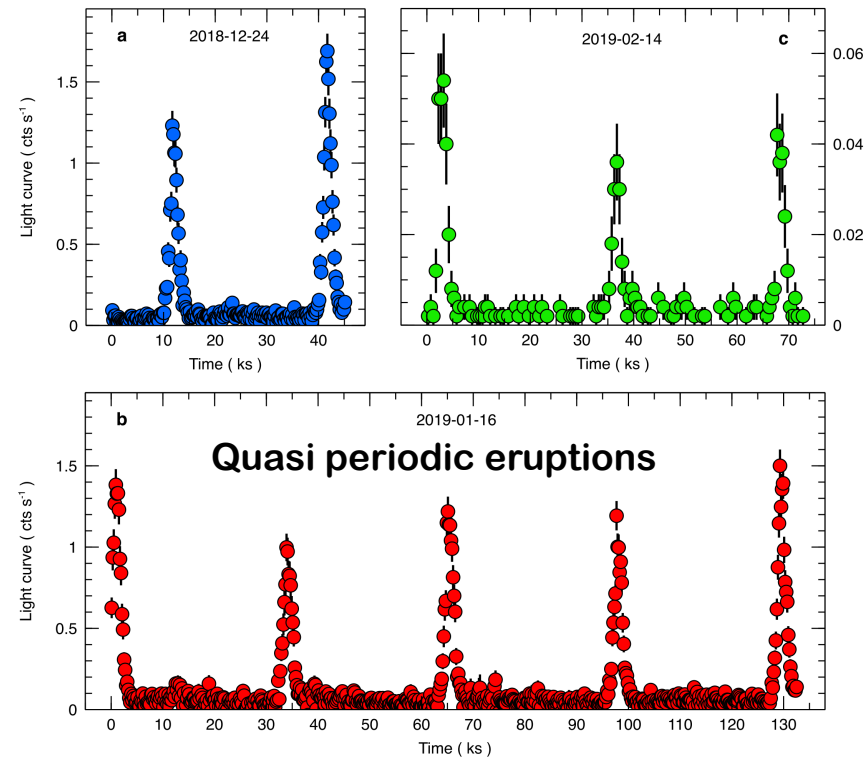 a
2018-12-24
Light curve ( cts s⁻¹ )
1.5
1
0.5
0
0 10 20 30 40
Time ( ks )
2019-02-14
c
0.06
0.04
0.02
0
0 10 20 30 40 50 60 70
Time ( ks )
b
2019-01-16
Quasi periodic eruptions
Light curve ( cts s⁻¹ )
1.5
1
0.5
0
0 10 20 30 40 50 60 70 80 90 100 110 120 130
Time ( ks )